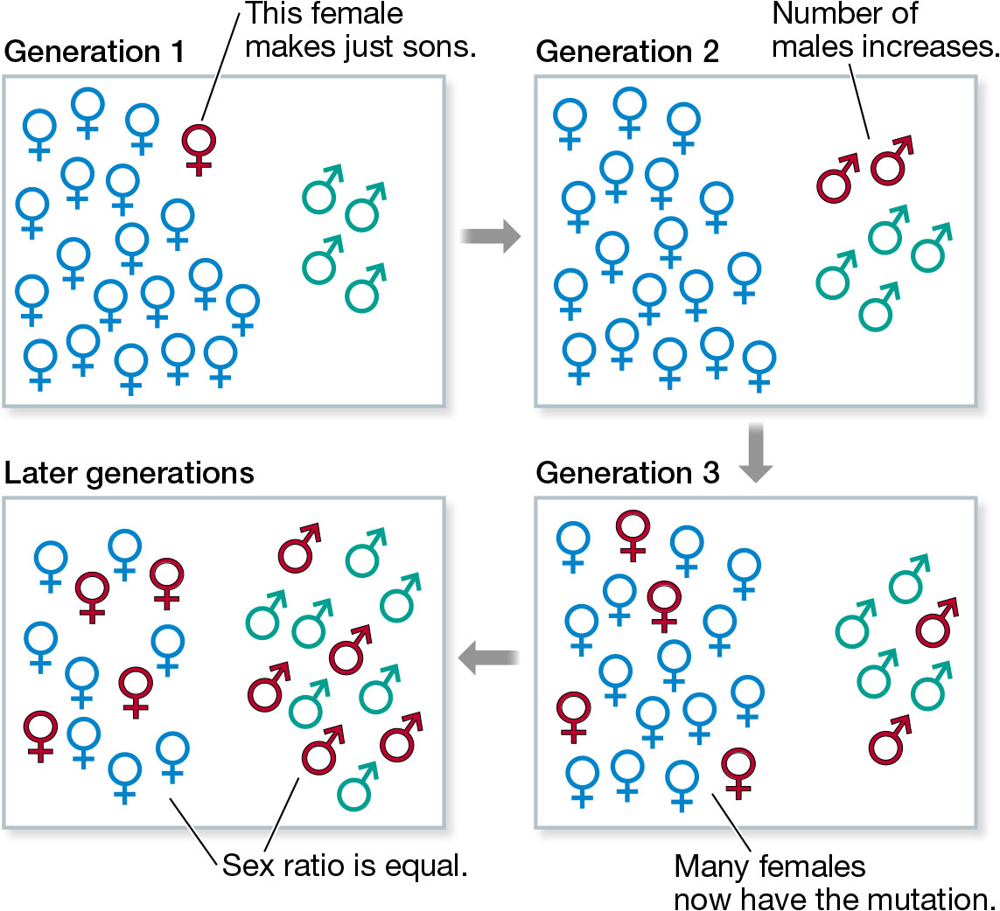 This female
makes just sons.
Number of
males increases.
Generation 1
Generation 2
Later generations
Generation 3
Sex ratio is equal.
Many females
now have the mutation.